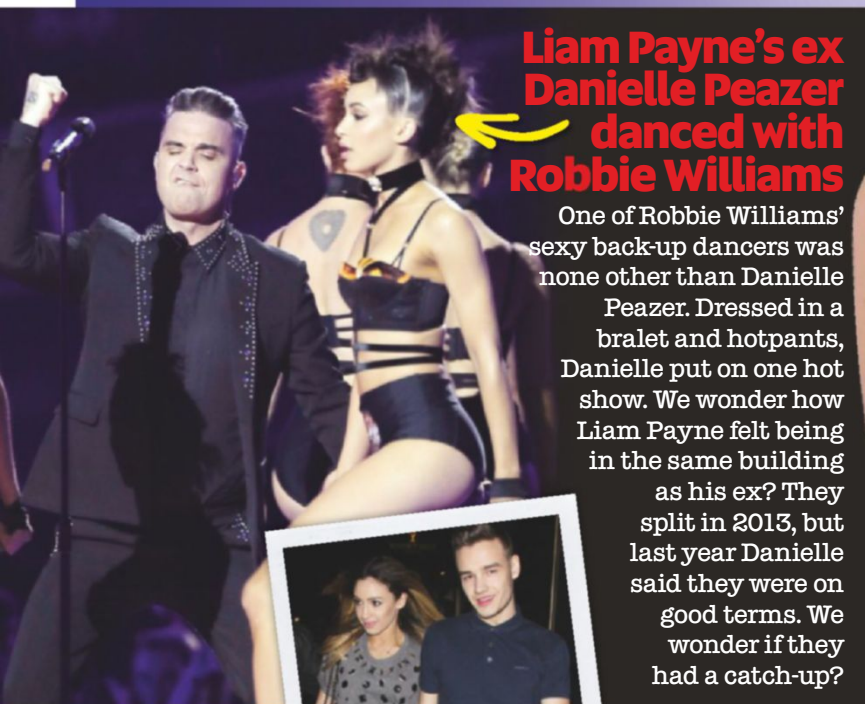 Liam Payne's ex
Danielle Peazer
danced with
Robbie Williams
One of Robbie Williams'
sexy back-up dancers was
none other than Danielle
Peazer. Dressed in a
bralet and hotpants,
Danielle put on one hot
show. We wonder how
Liam Payne felt being
in the same building
as his ex? They
split in 2013, but
last year Danielle
said they were on
good terms. We
wonder if they
had a catch-up?